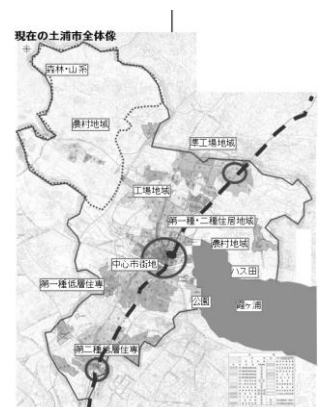 現在の土浦市全体像
森林・山系
農村地域
準工場地域
工場地域
第一種・二種住居地域
農村地域
中心市街地
ハス田
第一種低層住専
公園
霞ヶ浦
第二種低層住専